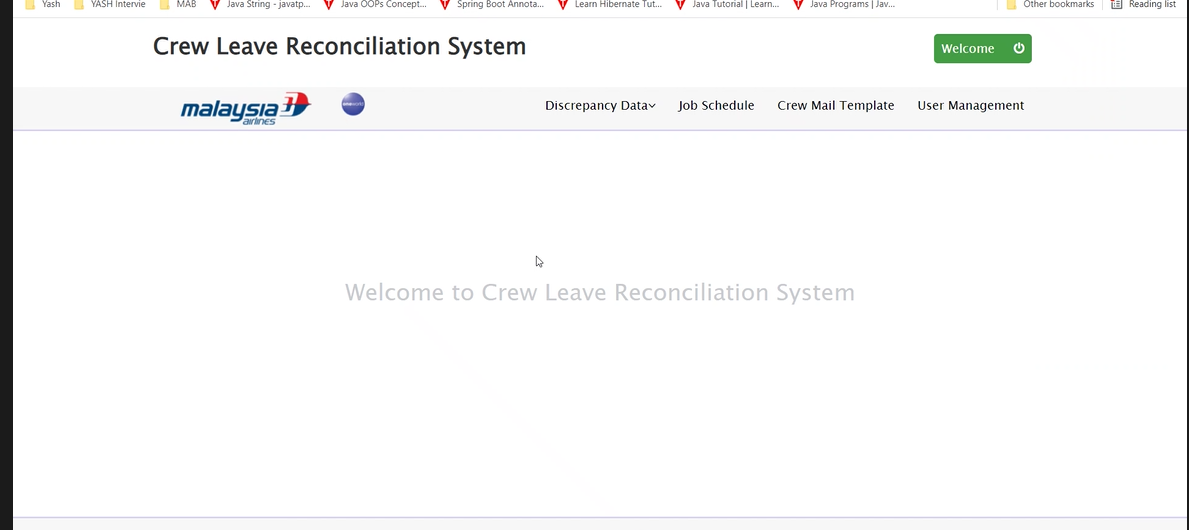 Yash YASH Intervie MAB Java String - javatp... Java OOPs Concept... Spring Boot Annota... Learn Hibernate Tut... Java Tutorial | Learn... Java Programs | Jav... Other bookmarks Reading list
Crew Leave Reconciliation System
Welcome
malaysia airlines
oneworld
Discrepancy Data Job Schedule Crew Mail Template User Management
Welcome to Crew Leave Reconciliation System